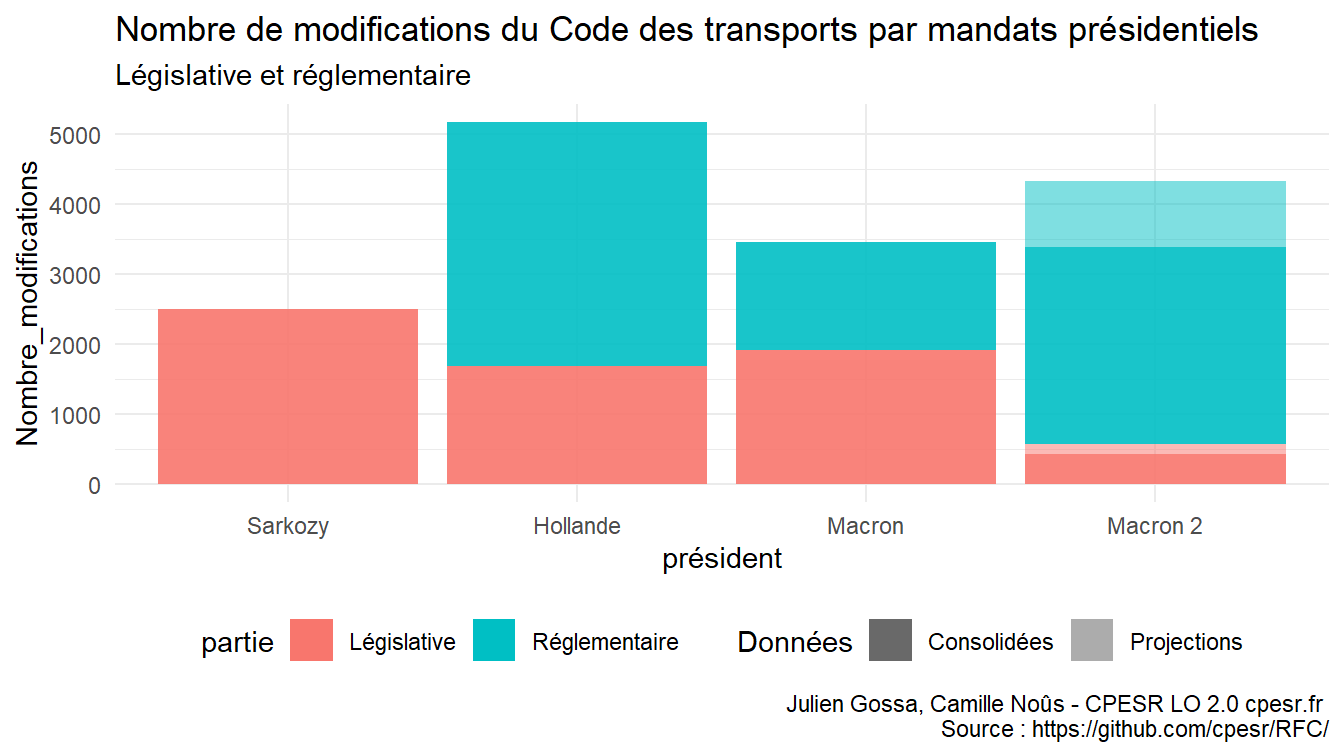 Nombre de modifications du Code des transports par mandats présidentiels
Législative et réglementaire
Nombre_modifications
5000
4000
3000
2000
1000
0
Sarkozy
Hollande
Macron
Macron 2
président
partie
Législative
Réglementaire
Données
Consolidées
Projections
Julien Gossa, Camille Noûs - CPESR LO 2.0 cpesr.fr
Source : https://github.com/cpesr/RFC/